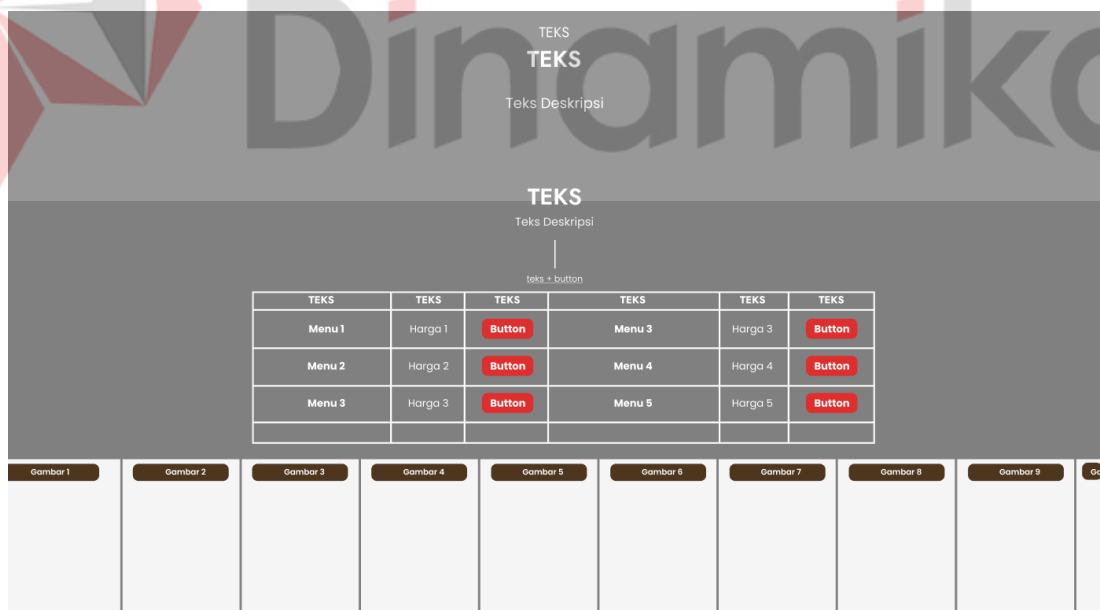 Dinamika
TEKS
TEKS
Teks Deskripsi
TEKS
Teks Deskripsi
teks + button
TEKS TEKS TEKS TEKS TEKS TEKS
Menu 1 Harga 1 Button Menu 3 Harga 3 Button
Menu 2 Harga 2 Button Menu 4 Harga 4 Button
Menu 3 Harga 3 Button Menu 5 Harga 5 Button
Gambar 1 Gambar 2 Gambar 3 Gambar 4 Gambar 5 Gambar 6 Gambar 7 Gambar 8 Gambar 9